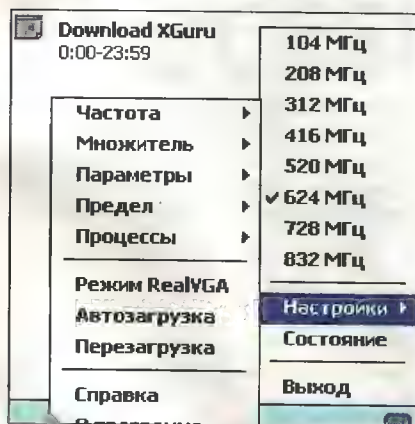 Download XGuru
0:00-23:59
Частота
Множитель
Параметры
Предел
Процессы
Режим RealVGA
Автозагрузка
Перезагрузка
Справка
104 МГц
208 МГц
312 МГц
416 МГц
520 МГц
624 МГц
728 МГц
832 МГц
Настройки
Состояние
Выход